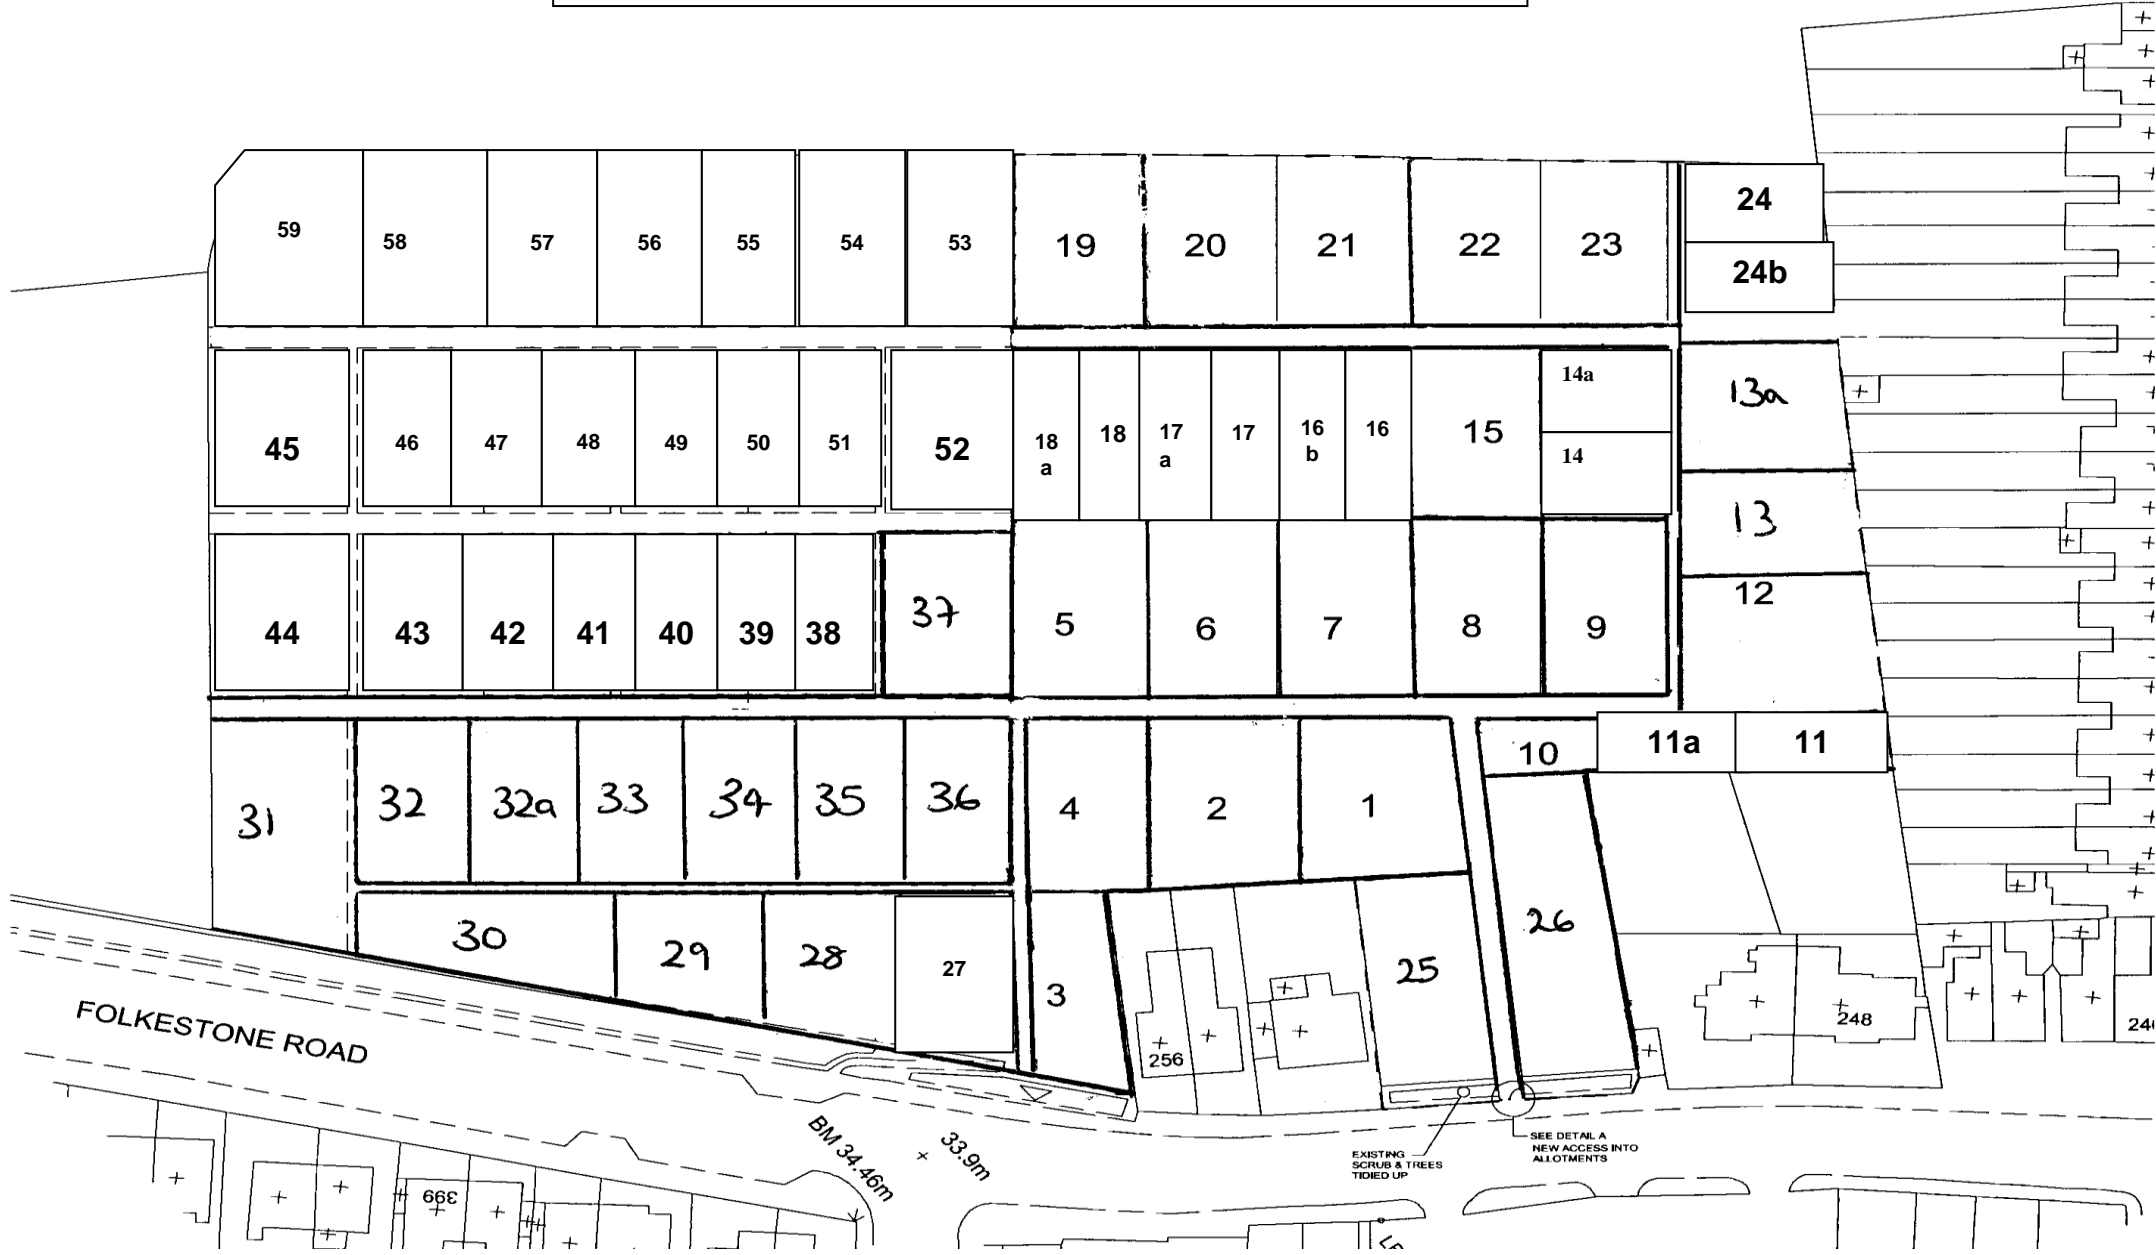 59 58 57 56 55 54 53 19 20 21 22 23 24
24b
45 46 47 48 49 50 51 52 18 a 18 17 a 17 16 b 16 15 14a 13a
14
13
44 43 42 41 40 39 38 37 5 6 7 8 9 12
31 32 32a 33 34 35 36 4 2 1 10 11a 11
30 29 28 27 3 25 26
256
248
FOLKESTONE ROAD
BM 34.46m
33.9m
EXISTING
SCRUB & TREES
TIDIED UP
SEE DETAIL A
NEW ACCESS INTO
ALLOTMENTS
399